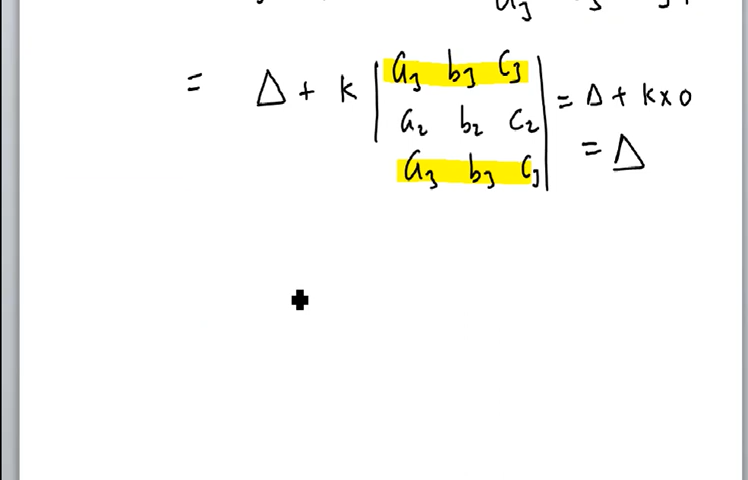 = Δ + k | a₃ b₃ c₃ |
| a₂ b₂ c₂ | = Δ + k×0
| a₃ b₃ c₃ | = Δ